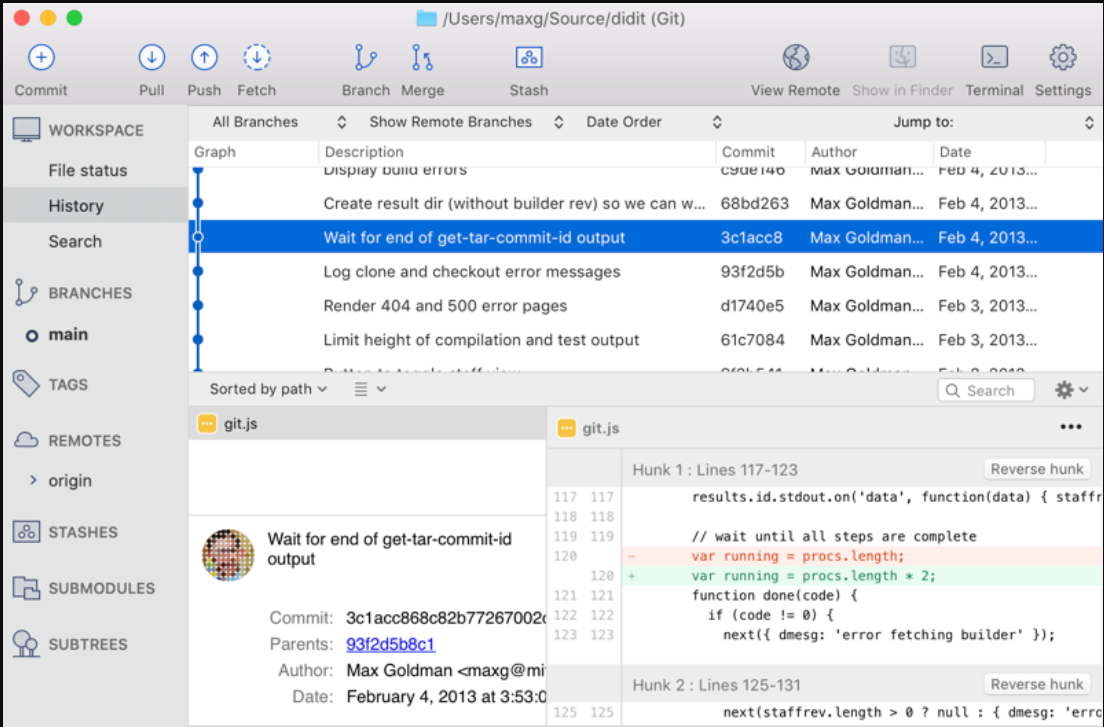 /Users/maxg/Source/didit (Git)
Commit Pull Push Fetch Branch Merge Stash View Remote Show in Finder Terminal Settings
WORKSPACE
File status
History
Search
BRANCHES
main
TAGS
REMOTES
origin
STASHES
SUBMODULES
SUBTREES
All Branches Show Remote Branches Date Order Jump to:
Graph Description Commit Author Date
Display build errors c9de146 Max Goldman... Feb 4, 2013...
Create result dir (without builder rev) so we can w... 68bd263 Max Goldman... Feb 4, 2013...
Wait for end of get-tar-commit-id output 3c1acc8 Max Goldman... Feb 4, 2013...
Log clone and checkout error messages 93f2d5b Max Goldman... Feb 4, 2013...
Render 404 and 500 error pages d1740e5 Max Goldman... Feb 3, 2013...
Limit height of compilation and test output 61c7084 Max Goldman... Feb 3, 2013...
Sorted by path Search
git.js
Wait for end of get-tar-commit-id
output
Commit: 3c1acc868c82b77267002
Parents: 93f2d5b8c1
Author: Max Goldman <maxg@mi
Date: February 4, 2013 at 3:53:0
git.js •••
Hunk 1 : Lines 117-123 Reverse hunk
117 117 results.id.stdout.on('data', function(data) { staffr
118 118
119 119 // wait until all steps are complete
120 - var running = procs.length;
120 + var running = procs.length * 2;
121 121 function done(code) {
122 122 if (code != 0) {
123 123 next({ dmesg: 'error fetching builder' });
Hunk 2 : Lines 125-131 Reverse hunk
125 125 next(staffrev.length > 0 ? null : { dmesg: 'erro